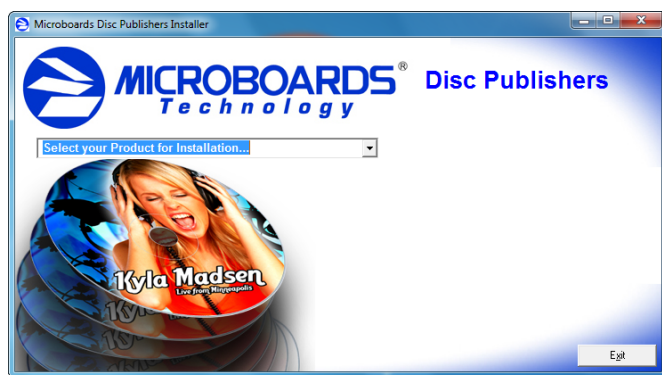 Microboards Disc Publishers Installer
MICROBOARDS®
Technology
Disc Publishers
Select your Product for Installation...
Kyla Madsen
Live from Minneapolis
Exit